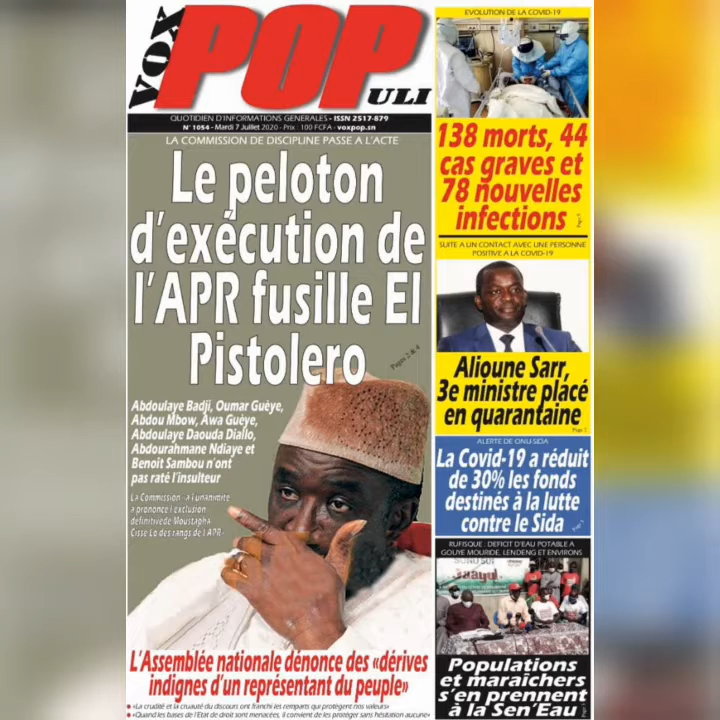 VOX POPULI
QUOTIDIEN D'INFORMATIONS GENERALES - ISSN 2517-879
N° 1054 - Mardi 7 Juillet 2020 - Prix : 100 FCFA - voxpop.sn
LA COMMISSION DE DISCIPLINE PASSE A L'ACTE
Le peloton
d'exécution de
l'APR fusille El
Pistolero
Pages 2 & 4
Abdoulaye Badji, Oumar Guèye,
Abdou Mbow, Awa Guèye,
Abdoulaye Daouda Diallo,
Abdourahmane Ndiaye et
Benoît Sambou n'ont
pas raté l'insulteur
La Commission «à l'unanimité
a prononcé l'exclusion
définitivede Moustapha
Cissé Lo des rangs de l'APR»
L'Assemblée nationale dénonce des «dérives
indignes d'un représentant du peuple»
«La crudité et la cruauté du discours ont franchi les remparts qui protègent nos valeurs»
«Quand les bases de l'Etat de droit sont menacées, il convient de les protéger sans hésitation aucune»
EVOLUTION DE LA COVID-19
138 morts, 44
cas graves et
78 nouvelles
infections
SUITE A UN CONTACT AVEC UNE PERSONNE
POSITIVE A LA COVID-19
Alioune Sarr,
3e ministre placé
en quarantaine
ALERTE DE ONU-SIDA
La Covid-19 a réduit
de 30% les fonds
destinés à la lutte
contre le Sida
RUFISQUE : DEFICIT D'EAU POTABLE A
GOUYE MOURIDE, LENDENG ET ENVIRONS
Populations
et maraîchers
s'en prennent
à la Sen'Eau